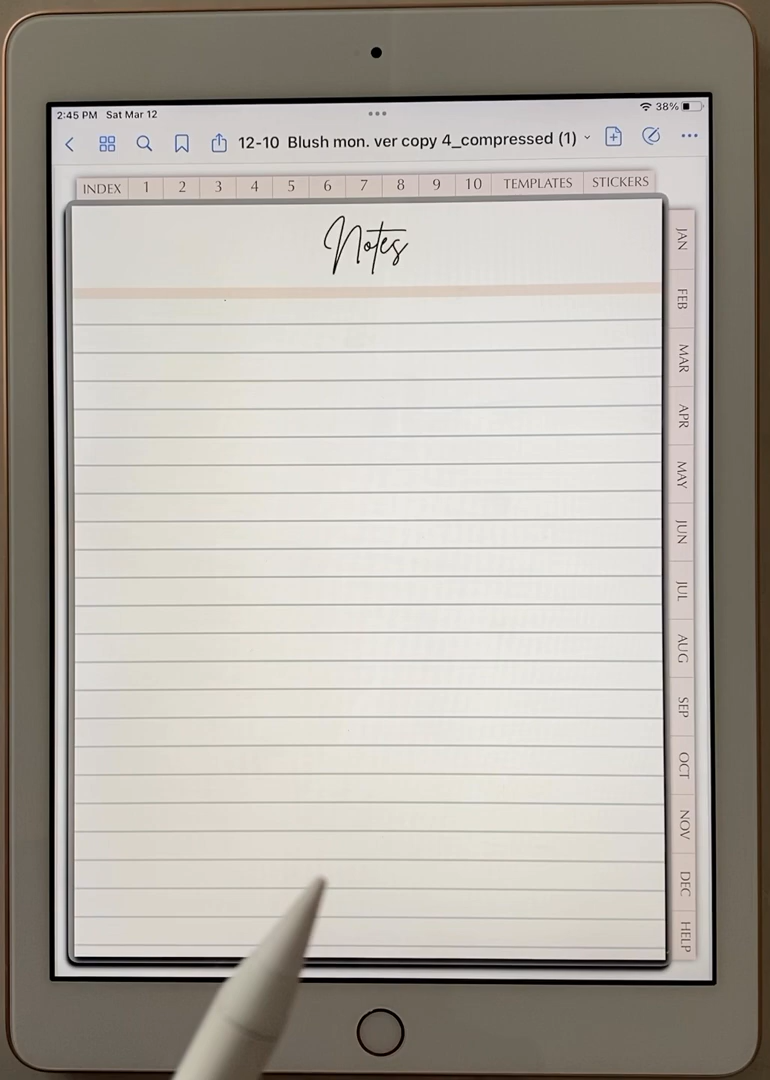 2:45 PM Sat Mar 12
38%
12-10 Blush mon. ver copy 4_compressed (1)
INDEX 1 2 3 4 5 6 7 8 9 10 TEMPLATES STICKERS
Notes
JAN
FEB
MAR
APR
MAY
JUN
JUL
AUG
SEP
OCT
NOV
DEC
HELP